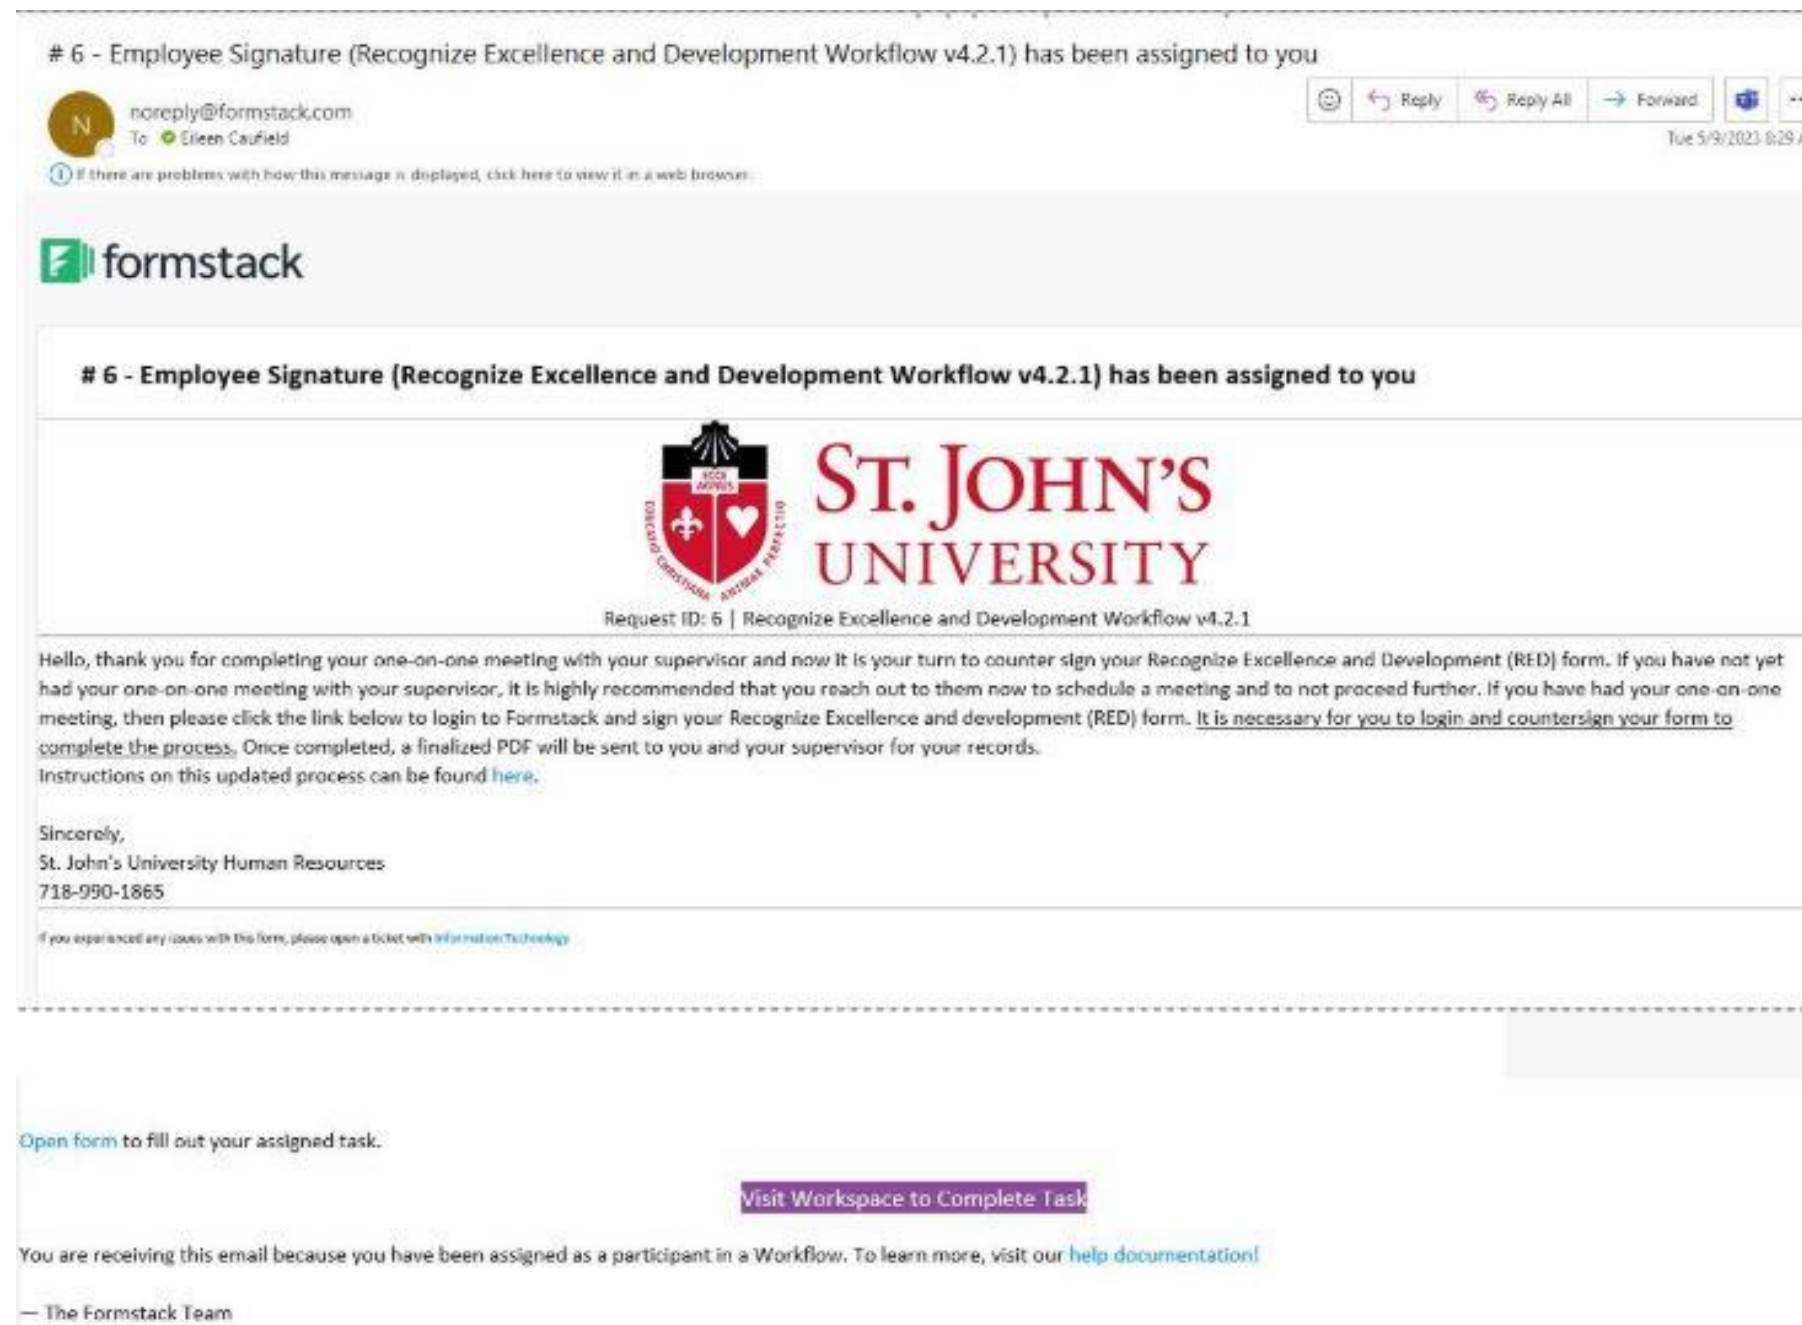 # 6 - Employee Signature (Recognize Excellence and Development Workflow v4.2.1) has been assigned to you
N
noreply@formstack.com
To Eileen Caufield
Reply
Reply All
Forward
Tue 5/9/2023 8:29 A
If there are problems with how this message is displayed, click here to view it in a web browser.
formstack
# 6 - Employee Signature (Recognize Excellence and Development Workflow v4.2.1) has been assigned to you
ECCE
AGNUS
EDUCATIO CHRISTIANA ANIMAE PERFECTIO
ST. JOHN'S
UNIVERSITY
Request ID: 6 | Recognize Excellence and Development Workflow v4.2.1
Hello, thank you for completing your one-on-one meeting with your supervisor and now it is your turn to counter sign your Recognize Excellence and Development (RED) form. If you have not yet
had your one-on-one meeting with your supervisor, it is highly recommended that you reach out to them now to schedule a meeting and to not proceed further. If you have had your one-on-one
meeting, then please click the link below to login to Formstack and sign your Recognize Excellence and development (RED) form. It is necessary for you to login and countersign your form to
complete the process. Once completed, a finalized PDF will be sent to you and your supervisor for your records.
Instructions on this updated process can be found here.
Sincerely,
St. John's University Human Resources
718-990-1865
If you experienced any issues with this form, please open a ticket with Information Technology
Open form to fill out your assigned task.
Visit Workspace to Complete Task
You are receiving this email because you have been assigned as a participant in a Workflow. To learn more, visit our help documentation!
— The Formstack Team